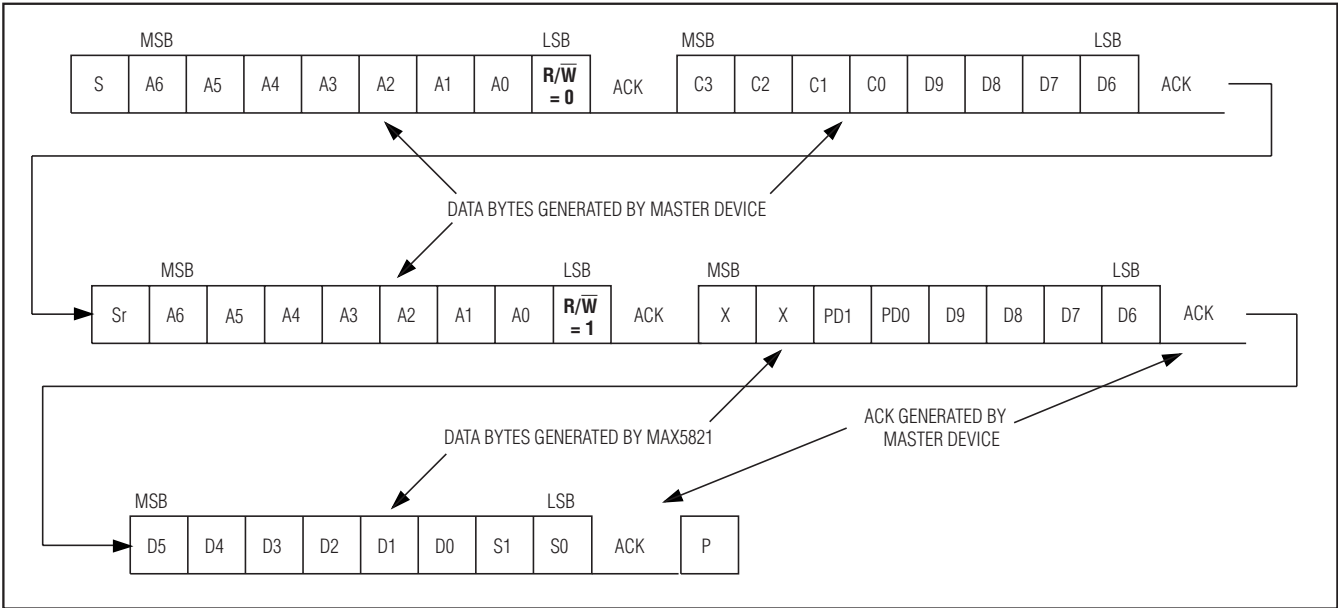 MSB LSB MSB LSB
S A6 A5 A4 A3 A2 A1 A0 R/W̅ = 0 ACK C3 C2 C1 C0 D9 D8 D7 D6 ACK
DATA BYTES GENERATED BY MASTER DEVICE
MSB LSB MSB LSB
Sr A6 A5 A4 A3 A2 A1 A0 R/W̅ = 1 ACK X X PD1 PD0 D9 D8 D7 D6 ACK
DATA BYTES GENERATED BY MAX5821
ACK GENERATED BY
MASTER DEVICE
MSB LSB
D5 D4 D3 D2 D1 D0 S1 S0 ACK P